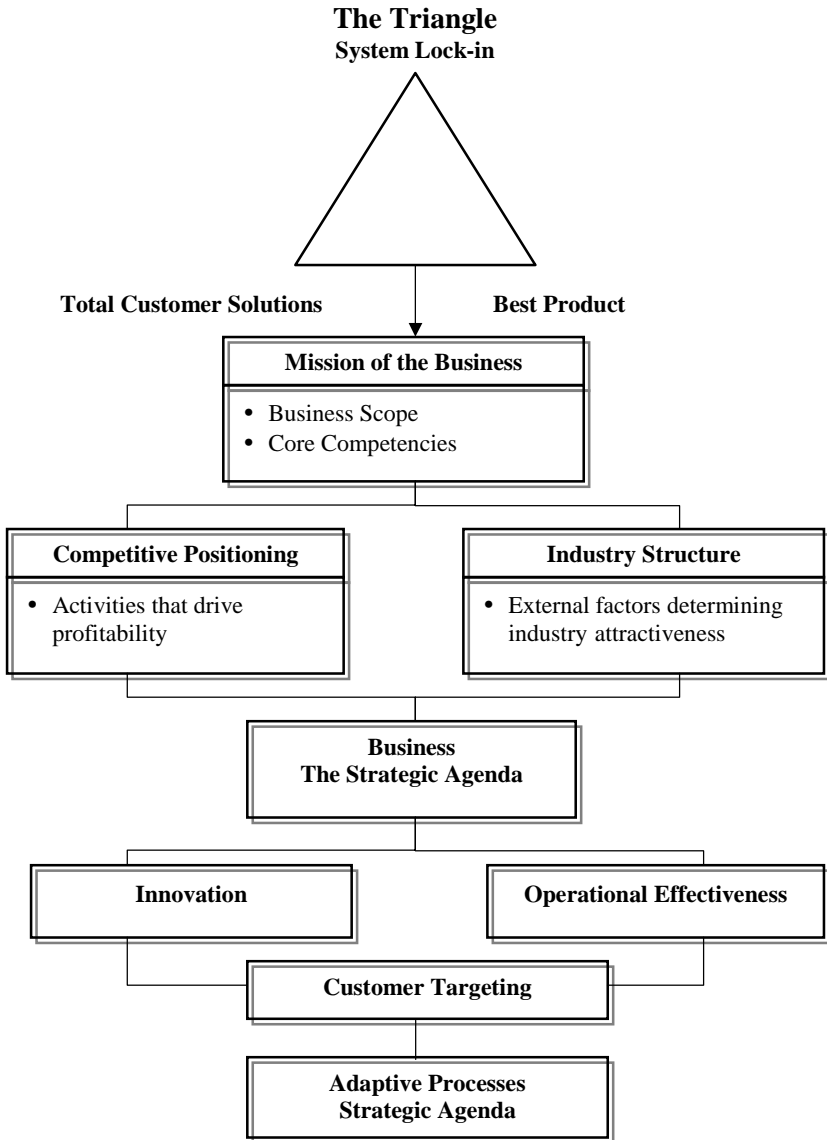 The Triangle
System Lock-in
Total Customer Solutions
Best Product
Mission of the Business
• Business Scope
• Core Competencies
Competitive Positioning
• Activities that drive
profitability
Industry Structure
• External factors determining
industry attractiveness
Business
The Strategic Agenda
Innovation
Operational Effectiveness
Customer Targeting
Adaptive Processes
Strategic Agenda